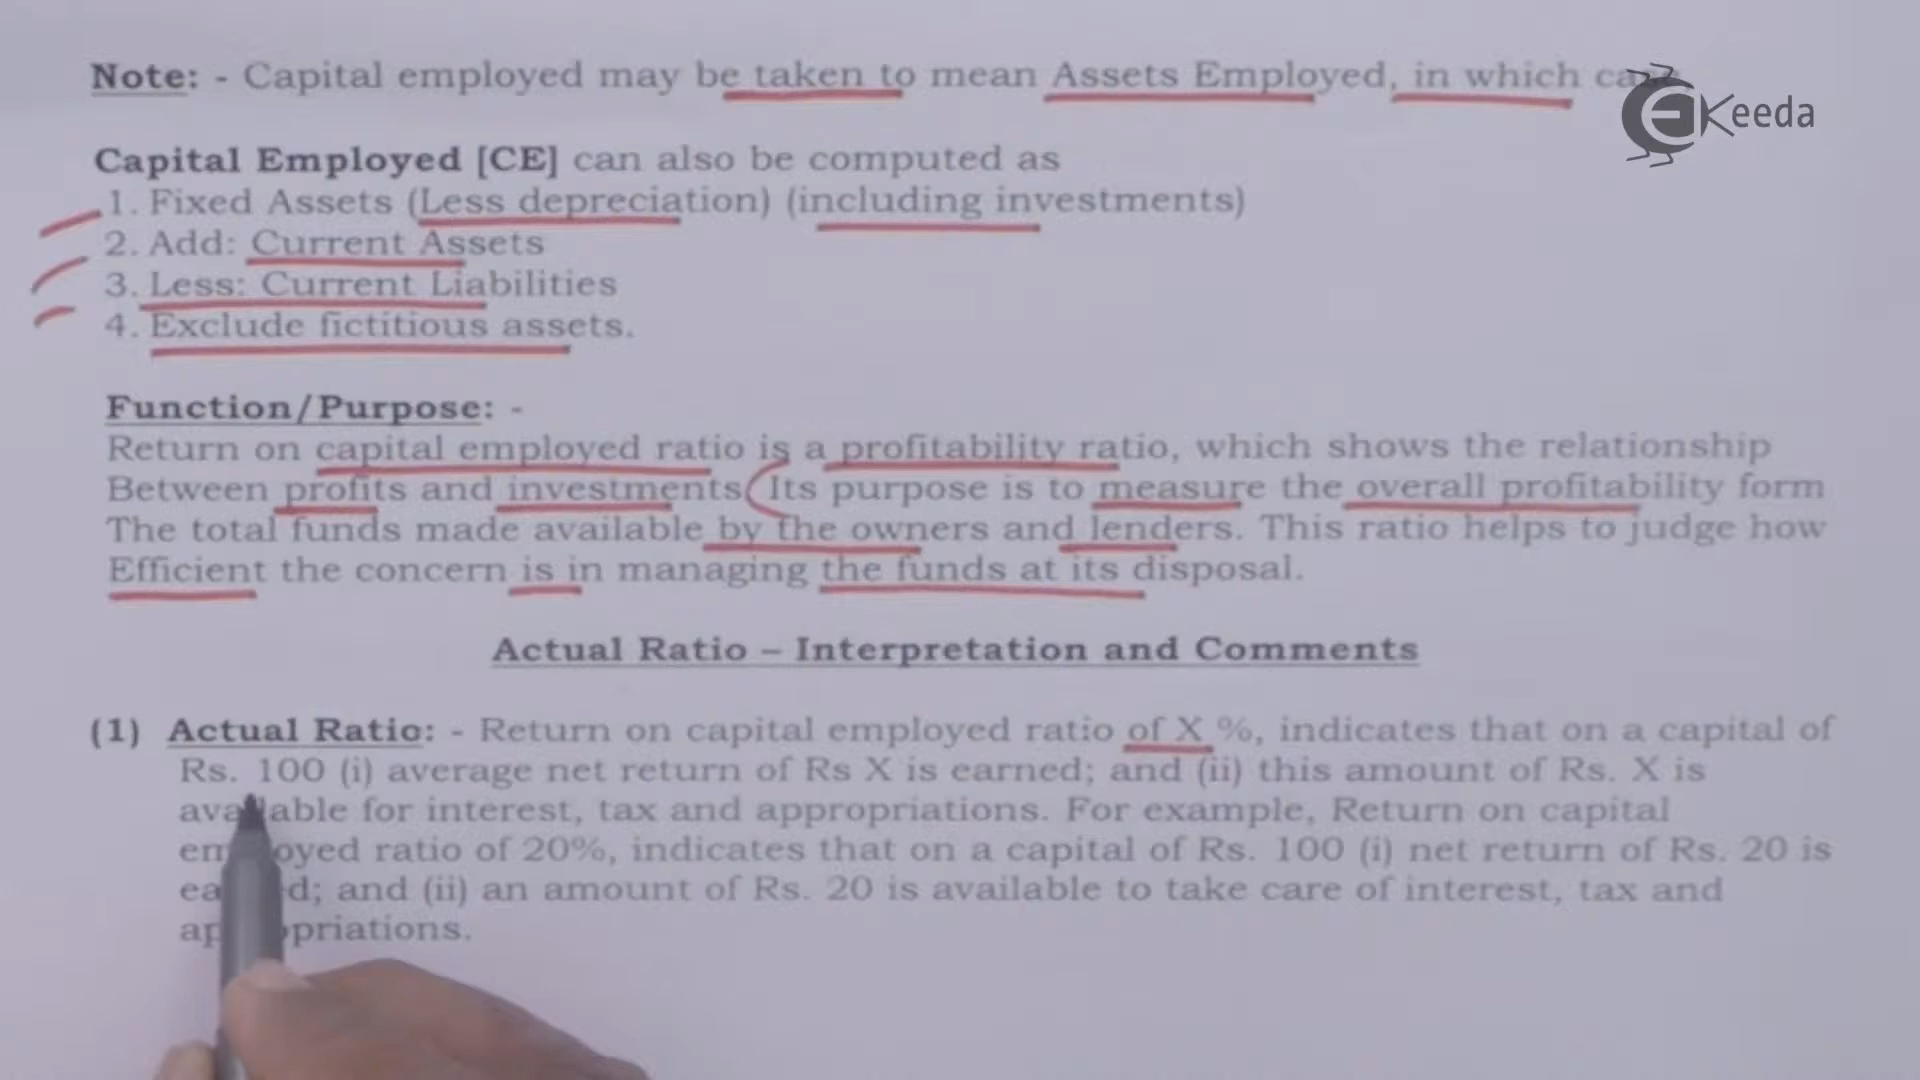 Note: - Capital employed may be taken to mean Assets Employed, in which case
EKeeda
Capital Employed [CE] can also be computed as
1. Fixed Assets (Less depreciation) (including investments)
2. Add: Current Assets
3. Less: Current Liabilities
4. Exclude fictitious assets.
Function/Purpose: -
Return on capital employed ratio is a profitability ratio, which shows the relationship
Between profits and investments. Its purpose is to measure the overall profitability form
The total funds made available by the owners and lenders. This ratio helps to judge how
Efficient the concern is in managing the funds at its disposal.
Actual Ratio – Interpretation and Comments
(1) Actual Ratio: - Return on capital employed ratio of X %, indicates that on a capital of
Rs. 100 (i) average net return of Rs X is earned; and (ii) this amount of Rs. X is
available for interest, tax and appropriations. For example, Return on capital
employed ratio of 20%, indicates that on a capital of Rs. 100 (i) net return of Rs. 20 is
earned; and (ii) an amount of Rs. 20 is available to take care of interest, tax and
appropriations.